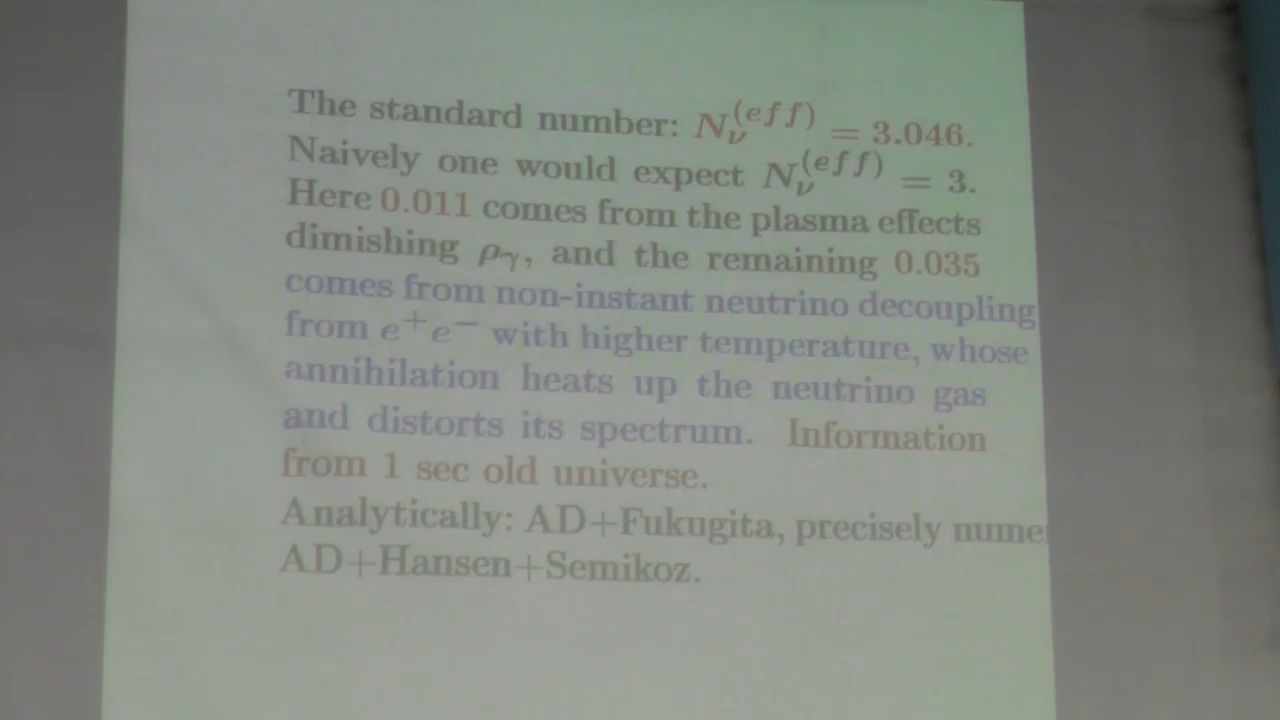 The standard number: N_ν^(eff) = 3.046.
Naively one would expect N_ν^(eff) = 3.
Here 0.011 comes from the plasma effects
dimishing ρ_γ, and the remaining 0.035
comes from non-instant neutrino decoupling
from e⁺e⁻ with higher temperature, whose
annihilation heats up the neutrino gas
and distorts its spectrum. Information
from 1 sec old universe.
Analytically: AD+Fukugita, precisely nume
AD+Hansen+Semikoz.